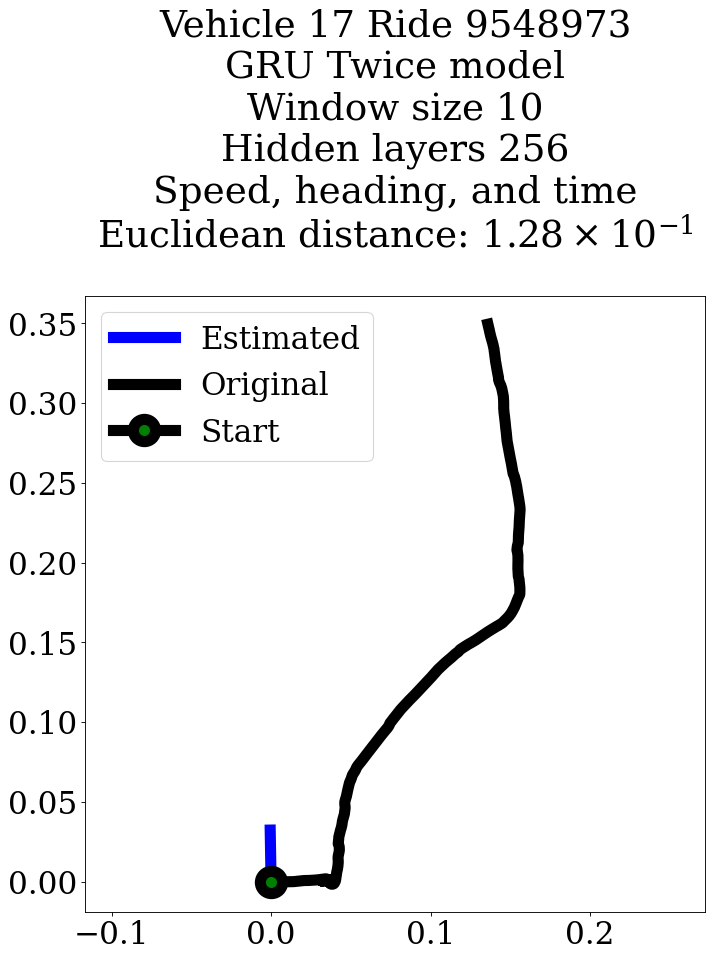 Vehicle 17 Ride 9548973
GRU Twice model
Window size 10
Hidden layers 256
Speed, heading, and time
Euclidean distance: 1.28 × 10⁻¹
Estimated
Original
Start
0.35
0.30
0.25
0.20
0.15
0.10
0.05
0.00
−0.1 0.0 0.1 0.2